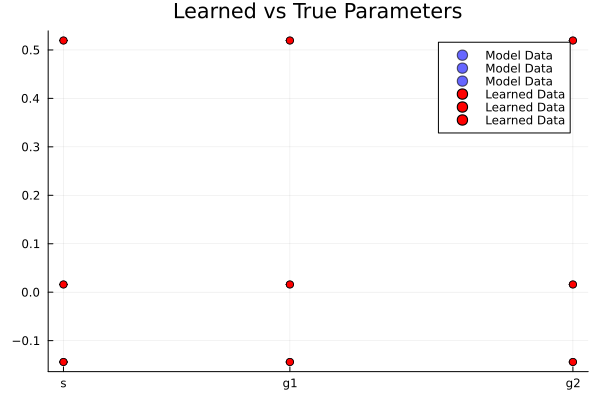 Learned vs True Parameters
0.5
0.4
0.3
0.2
0.1
0.0
−0.1
Model Data
Model Data
Model Data
Learned Data
Learned Data
Learned Data
s g1 g2